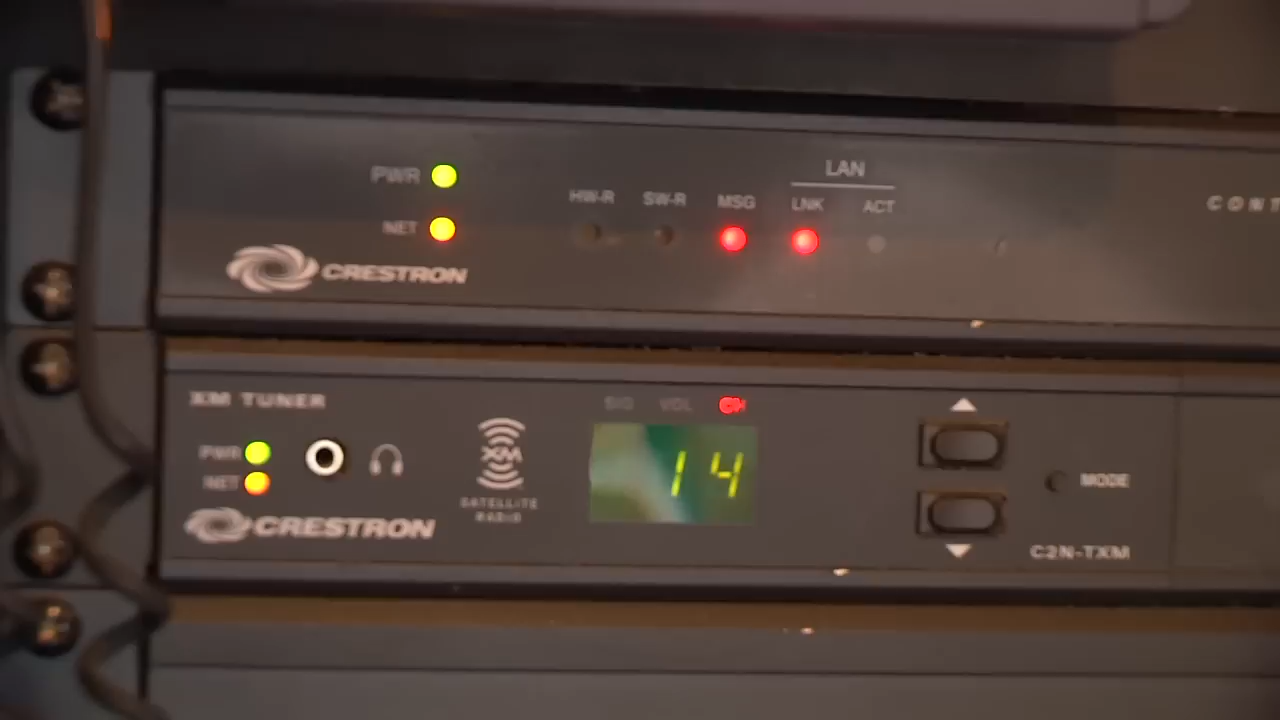 LAN
PWR
HW-R SW-R MSG LNK ACT
CONT
NET
CRESTRON
XM TUNER
SIG VOL CH
PWR
XM
14
NET
MODE
SATELLITE
RADIO
CRESTRON
C2N-TXM